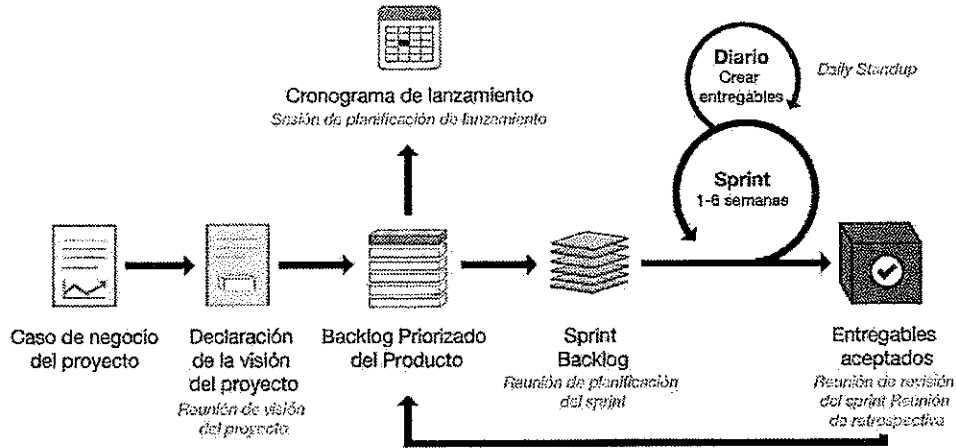 Cronograma de lanzamiento
Sesión de planificación de lanzamiento
Diario
Crear
entregables
Daily Standup
Sprint
1-6 semanas
Caso de negocio
del proyecto
Declaración
de la visión
del proyecto
Reunión de visión
del proyecto
Backlog Priorizado
del Producto
Sprint
Backlog
Reunión de planificación
del sprint
Entregables
aceptados
Reunión de revisión
del sprint Reunión
de retrospectiva